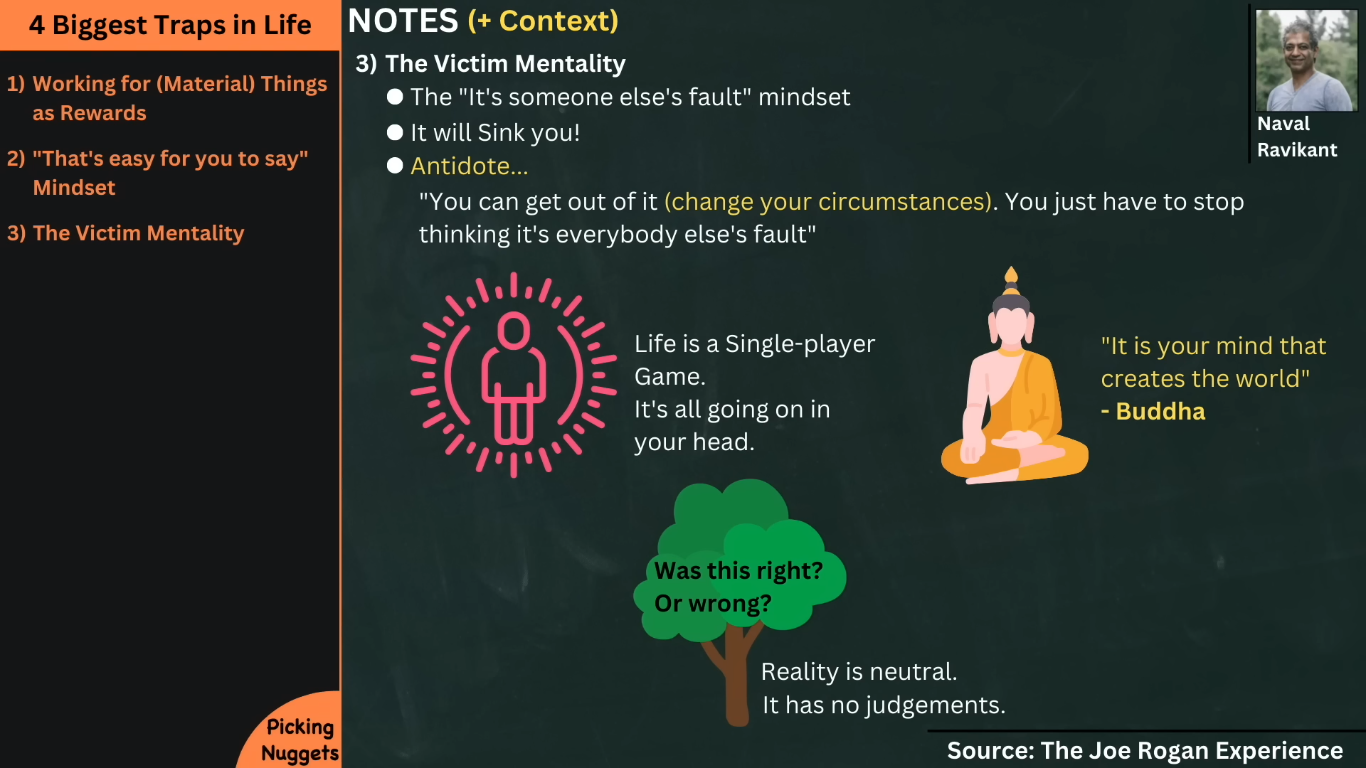 4 Biggest Traps in Life
1) Working for (Material) Things
as Rewards
2) "That's easy for you to say"
Mindset
3) The Victim Mentality
Picking
Nuggets
NOTES (+ Context)
3) The Victim Mentality
The "It's someone else's fault" mindset
It will Sink you!
Antidote...
"You can get out of it (change your circumstances). You just have to stop
thinking it's everybody else's fault"
Life is a Single-player
Game.
It's all going on in
your head.
"It is your mind that
creates the world"
- Buddha
Was this right?
Or wrong?
Reality is neutral.
It has no judgements.
Naval
Ravikant
Source: The Joe Rogan Experience